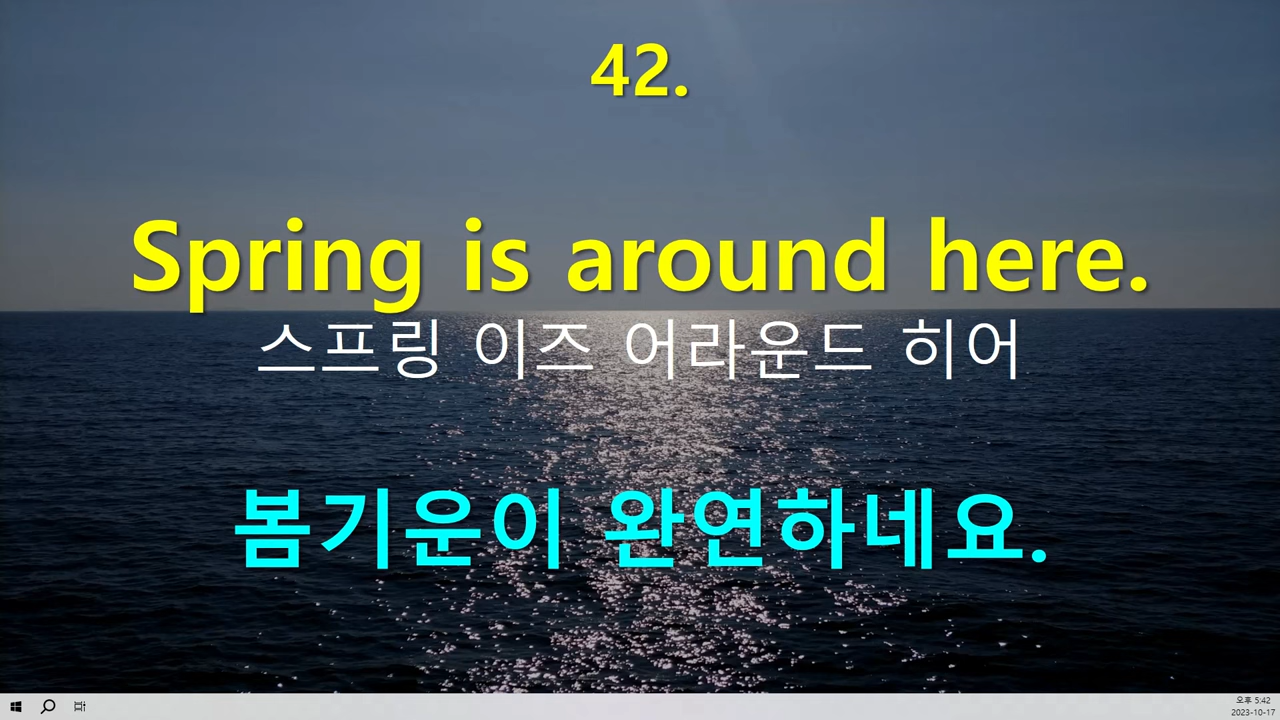 42.
Spring is around here.
스프링 이즈 어라운드 히어
봄기운이 완연하네요.
오후 5:42
2023-10-17